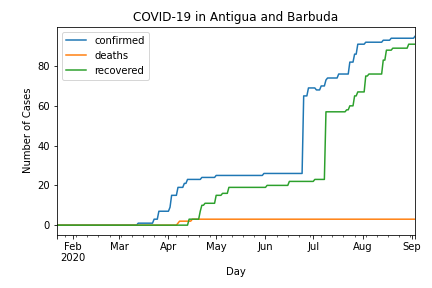 COVID-19 in Antigua and Barbuda
confirmed
deaths
recovered
Number of Cases
80
60
40
20
0
Feb Mar Apr May Jun Jul Aug Sep
2020
Day